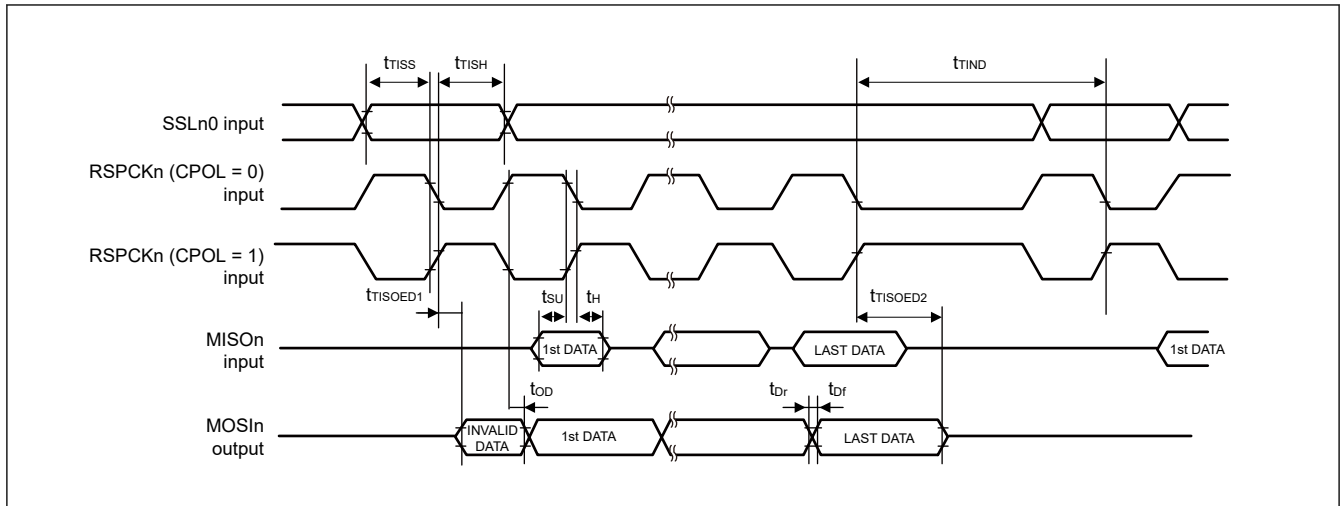 tTISS
tTISH
tTIND
SSLn0 input
RSPCKn (CPOL = 0)
input
RSPCKn (CPOL = 1)
input
tTISOED1
tSU
tH
tTISOED2
MISOn
input
1st DATA
LAST DATA
1st DATA
tOD
tDr
tDf
MOSIn
output
INVALID
DATA
1st DATA
LAST DATA